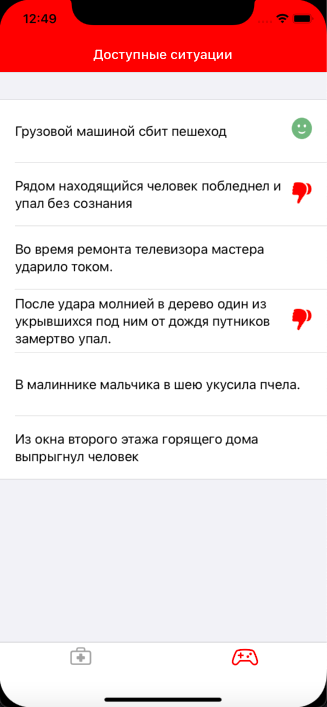 12:49
Доступные ситуации
Грузовой машиной сбит пешеход
Рядом находящийся человек побледнел и
упал без сознания
Во время ремонта телевизора мастера
ударило током.
После удара молнией в дерево один из
укрывшихся под ним от дождя путников
замертво упал.
В малиннике мальчика в шею укусила пчела.
Из окна второго этажа горящего дома
выпрыгнул человек